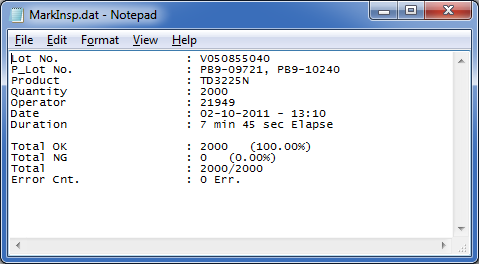 MarkInsp.dat - Notepad
File Edit Format View Help
Lot No. : V050855040
P_Lot No. : PB9-09721, PB9-10240
Product : TD3225N
Quantity : 2000
Operator : 21949
Date : 02-10-2011 - 13:10
Duration : 7 min 45 sec Elapse
Total OK : 2000 (100.00%)
Total NG : 0 (0.00%)
Total : 2000/2000
Error Cnt. : 0 Err.